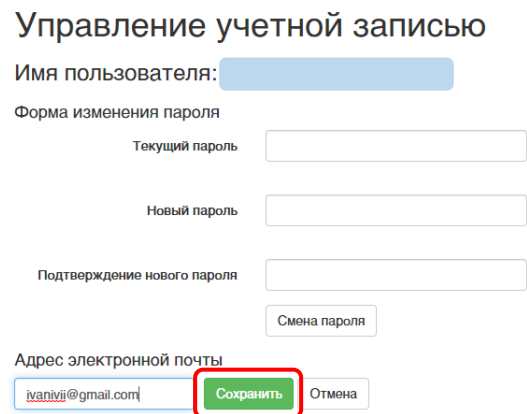 Управление учетной записью
Имя пользователя:
Форма изменения пароля
Текущий пароль
Новый пароль
Подтверждение нового пароля
Смена пароля
Адрес электронной почты
ivanivii@gmail.com Сохранить Отмена